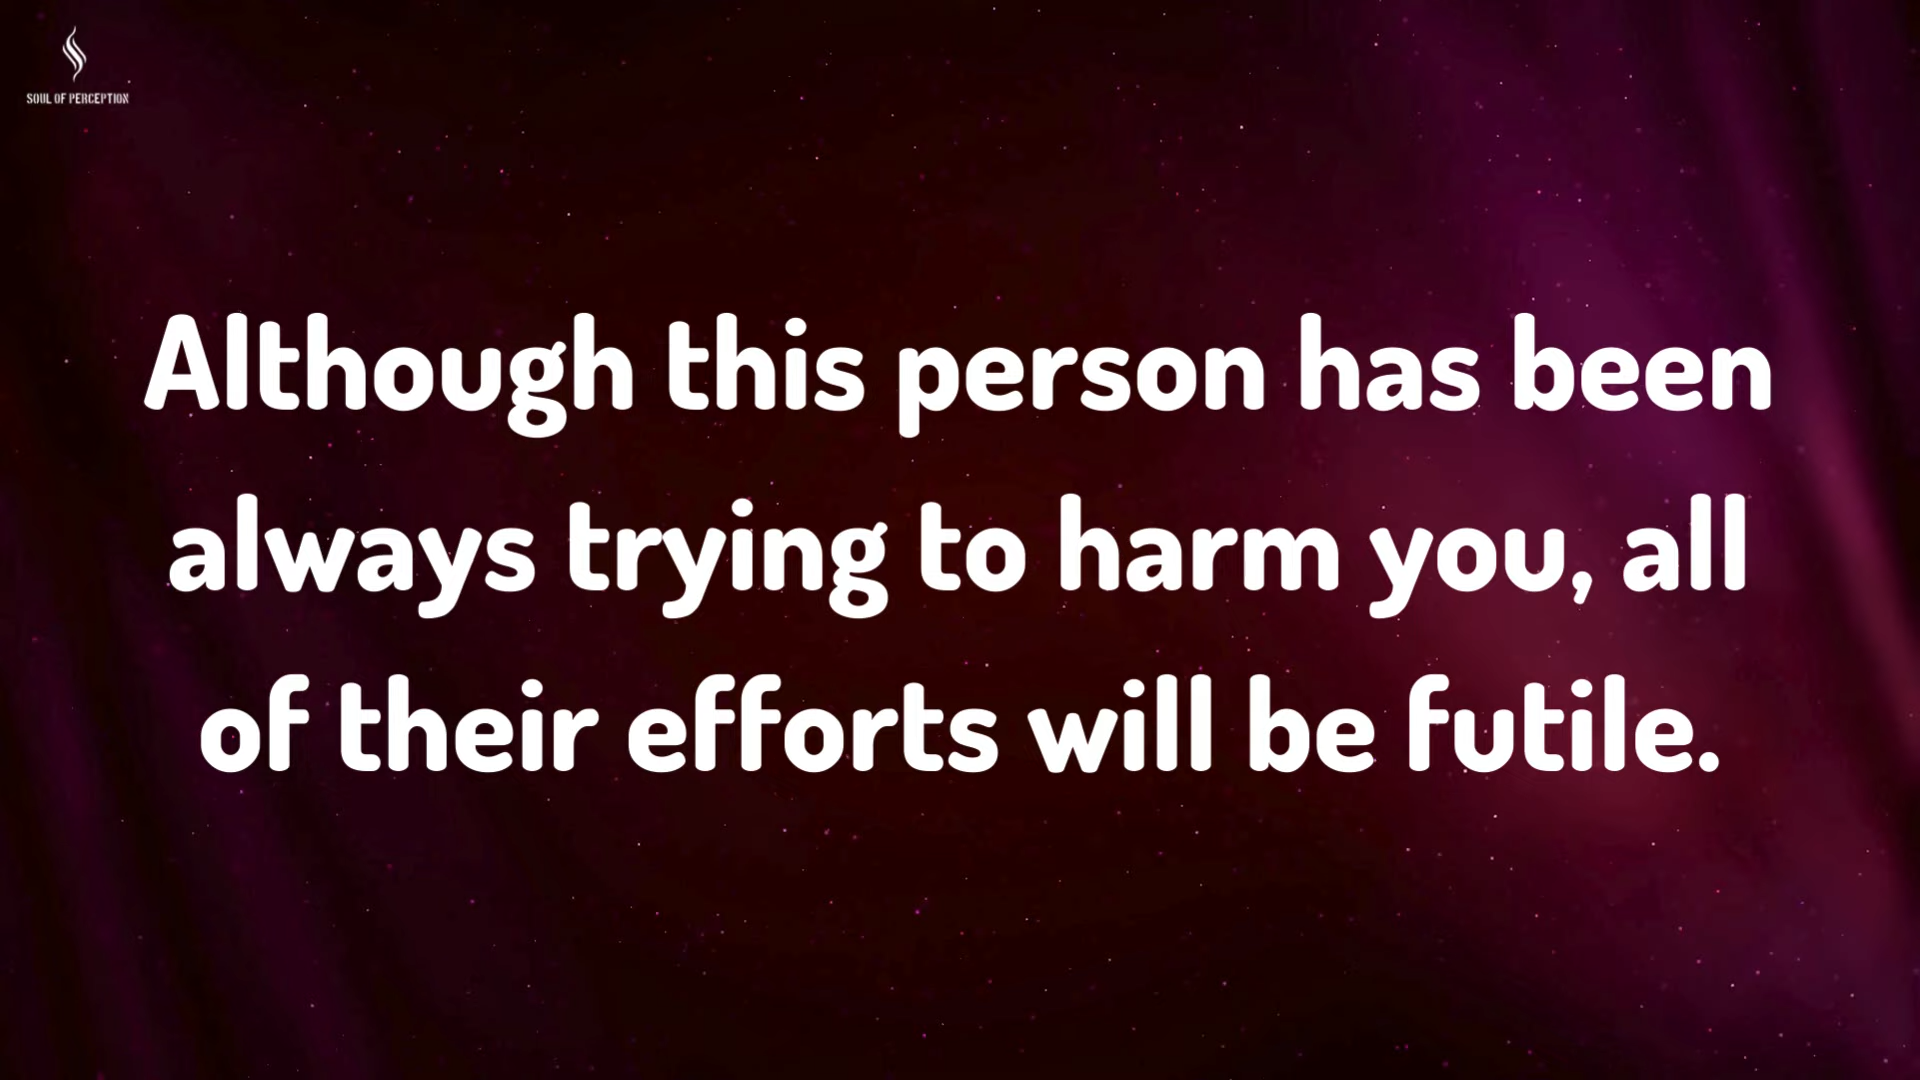 SOUL OF PERCEPTION
Although this person has been
always trying to harm you, all
of their efforts will be futile.